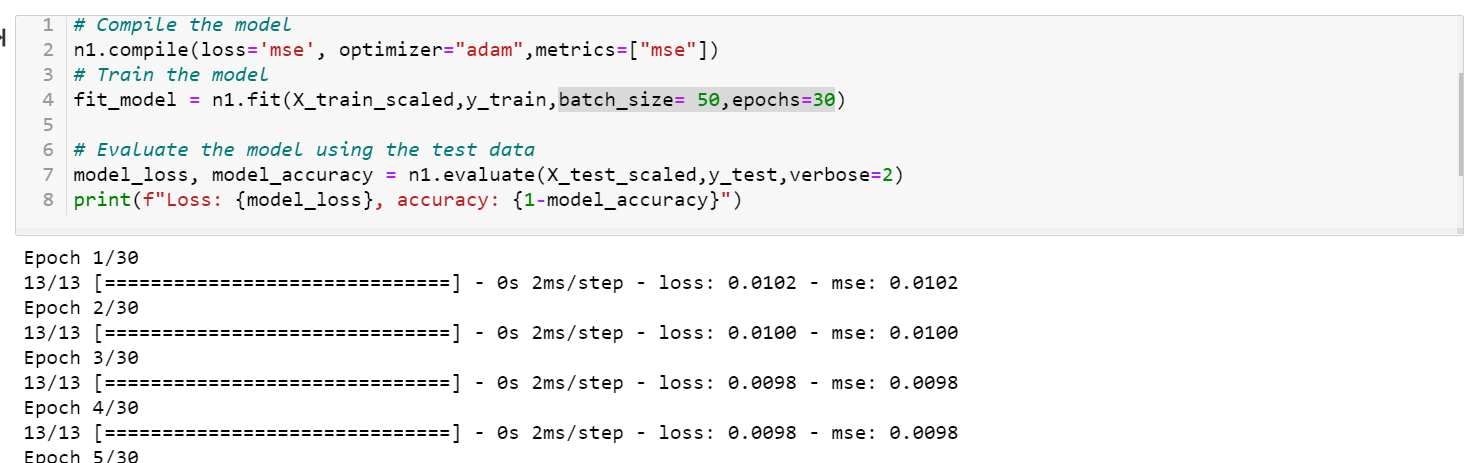 1 # Compile the model
2 n1.compile(loss='mse', optimizer="adam",metrics=["mse"])
3 # Train the model
4 fit_model = n1.fit(X_train_scaled,y_train,batch_size= 50,epochs=30)
5
6 # Evaluate the model using the test data
7 model_loss, model_accuracy = n1.evaluate(X_test_scaled,y_test,verbose=2)
8 print(f"Loss: {model_loss}, accuracy: {1-model_accuracy}")
Epoch 1/30
13/13 [==============================] - 0s 2ms/step - loss: 0.0102 - mse: 0.0102
Epoch 2/30
13/13 [==============================] - 0s 2ms/step - loss: 0.0100 - mse: 0.0100
Epoch 3/30
13/13 [==============================] - 0s 2ms/step - loss: 0.0098 - mse: 0.0098
Epoch 4/30
13/13 [==============================] - 0s 2ms/step - loss: 0.0098 - mse: 0.0098
Epoch 5/30